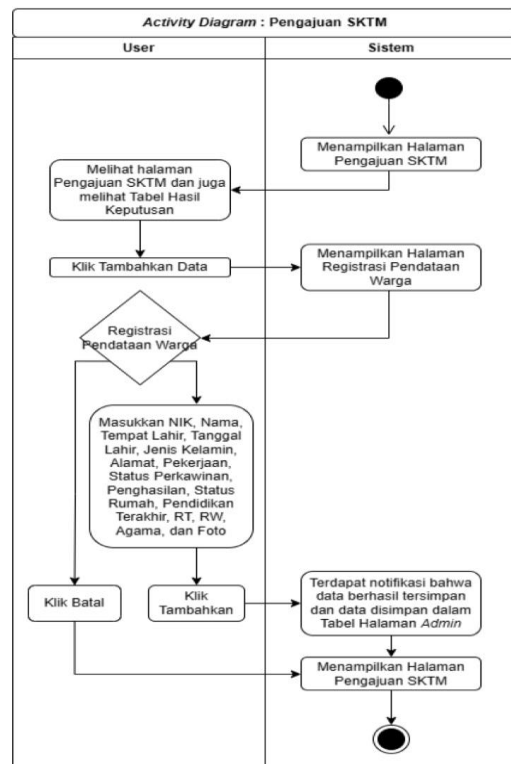 Activity Diagram : Pengajuan SKTM
User
Sistem
Menampilkan Halaman
Pengajuan SKTM
Melihat halaman
Pengajuan SKTM dan juga
melihat Tabel Hasil
Keputusan
Klik Tambahkan Data
Menampilkan Halaman
Registrasi Pendataan
Warga
Registrasi
Pendataan Warga
Masukkan NIK, Nama,
Tempat Lahir, Tanggal
Lahir, Jenis Kelamin,
Alamat, Pekerjaan,
Status Perkawinan,
Penghasilan, Status
Rumah, Pendidikan
Terakhir, RT, RW,
Agama, dan Foto
Klik Batal
Klik
Tambahkan
Terdapat notifikasi bahwa
data berhasil tersimpan
dan data disimpan dalam
Tabel Halaman Admin
Menampilkan Halaman
Pengajuan SKTM